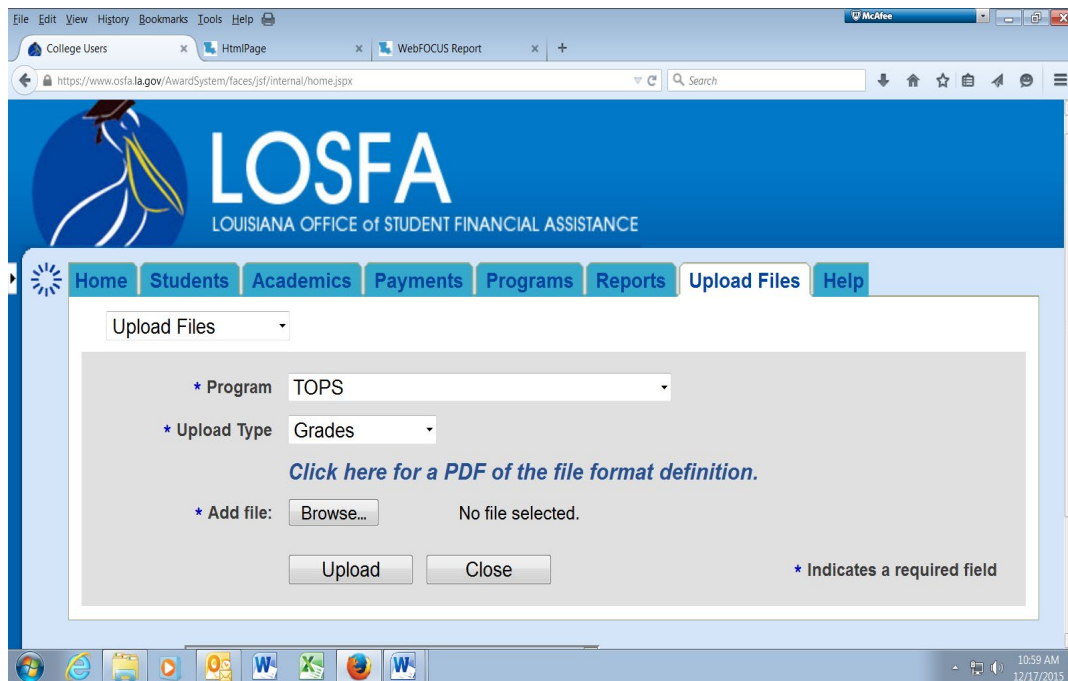 File Edit View History Bookmarks Tools Help
McAfee
College Users
HtmlPage
WebFOCUS Report
https://www.osfa.la.gov/AwardSystem/faces/jsf/internal/home.jspx
Search
LOSFA
LOUISIANA OFFICE of STUDENT FINANCIAL ASSISTANCE
Home Students Academics Payments Programs Reports Upload Files Help
Upload Files
* Program TOPS
* Upload Type Grades
Click here for a PDF of the file format definition.
* Add file: Browse... No file selected.
Upload Close * Indicates a required field
10:59 AM
12/17/2015